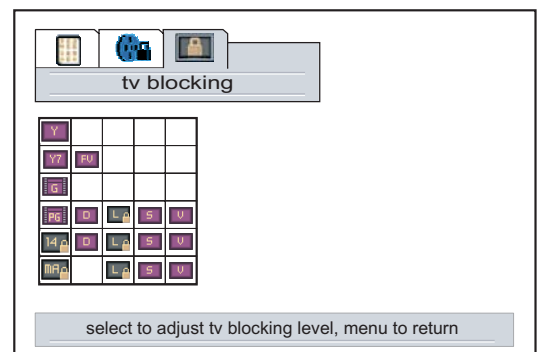 tv blocking
Y
Y7 FV
G
PG D L S V
14 D L S V
MA L S V
select to adjust tv blocking level, menu to return